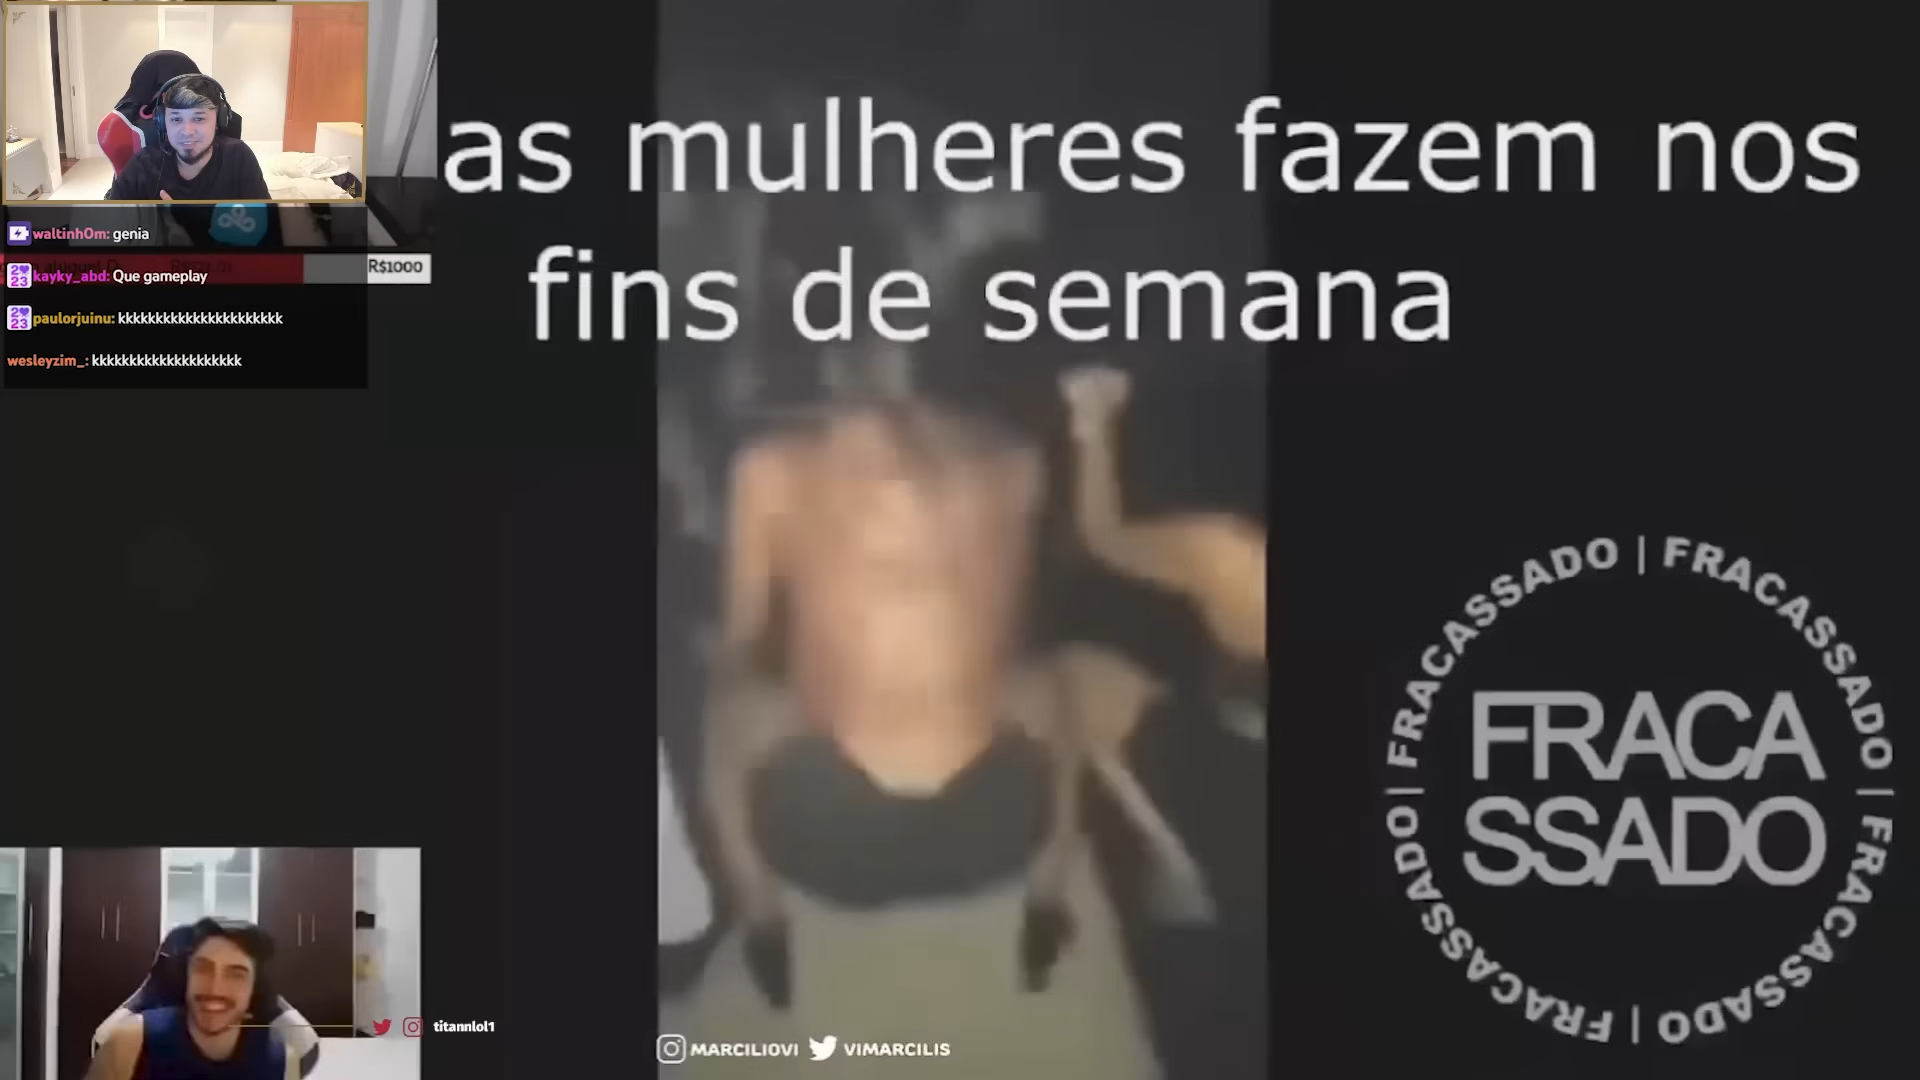 as mulheres fazem nos
fins de semana
waltinh0m: genia
R$1000
kayky_abd: Que gameplay
paulorjuinu: kkkkkkkkkkkkkkkkkkkkkk
wesleyzim_: kkkkkkkkkkkkkkkkkkkk
FRACASSADO | FRACASSADO | FRACASSADO | FRACASSADO |
FRACA
SSADO
titannlol1
MARCILIOVI VIMARCILIS